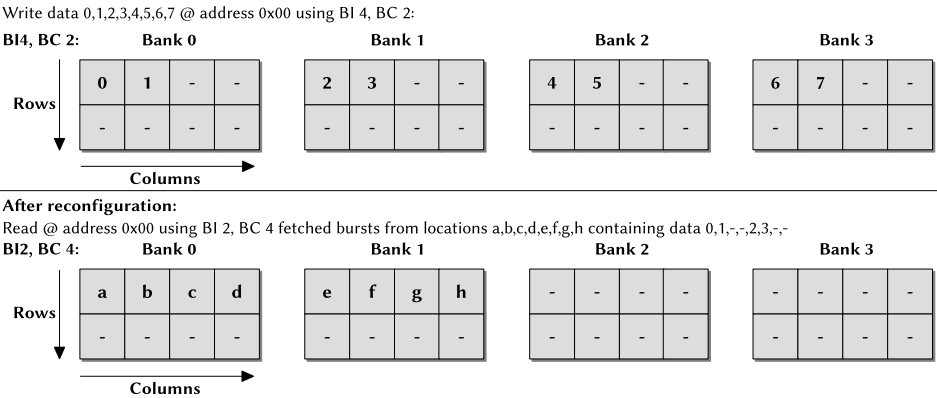 Write data 0,1,2,3,4,5,6,7 @ address 0x00 using BI 4, BC 2:
BI4, BC 2: Bank 0 Bank 1 Bank 2 Bank 3
0 1 - - 2 3 - - 4 5 - - 6 7 - -
Rows
- - - - - - - - - - - - - - - -
Columns
After reconfiguration:
Read @ address 0x00 using BI 2, BC 4 fetched bursts from locations a,b,c,d,e,f,g,h containing data 0,1,-,-,2,3,-,-
BI2, BC 4: Bank 0 Bank 1 Bank 2 Bank 3
a b c d e f g h - - - - - - - -
Rows
- - - - - - - - - - - - - - - -
Columns